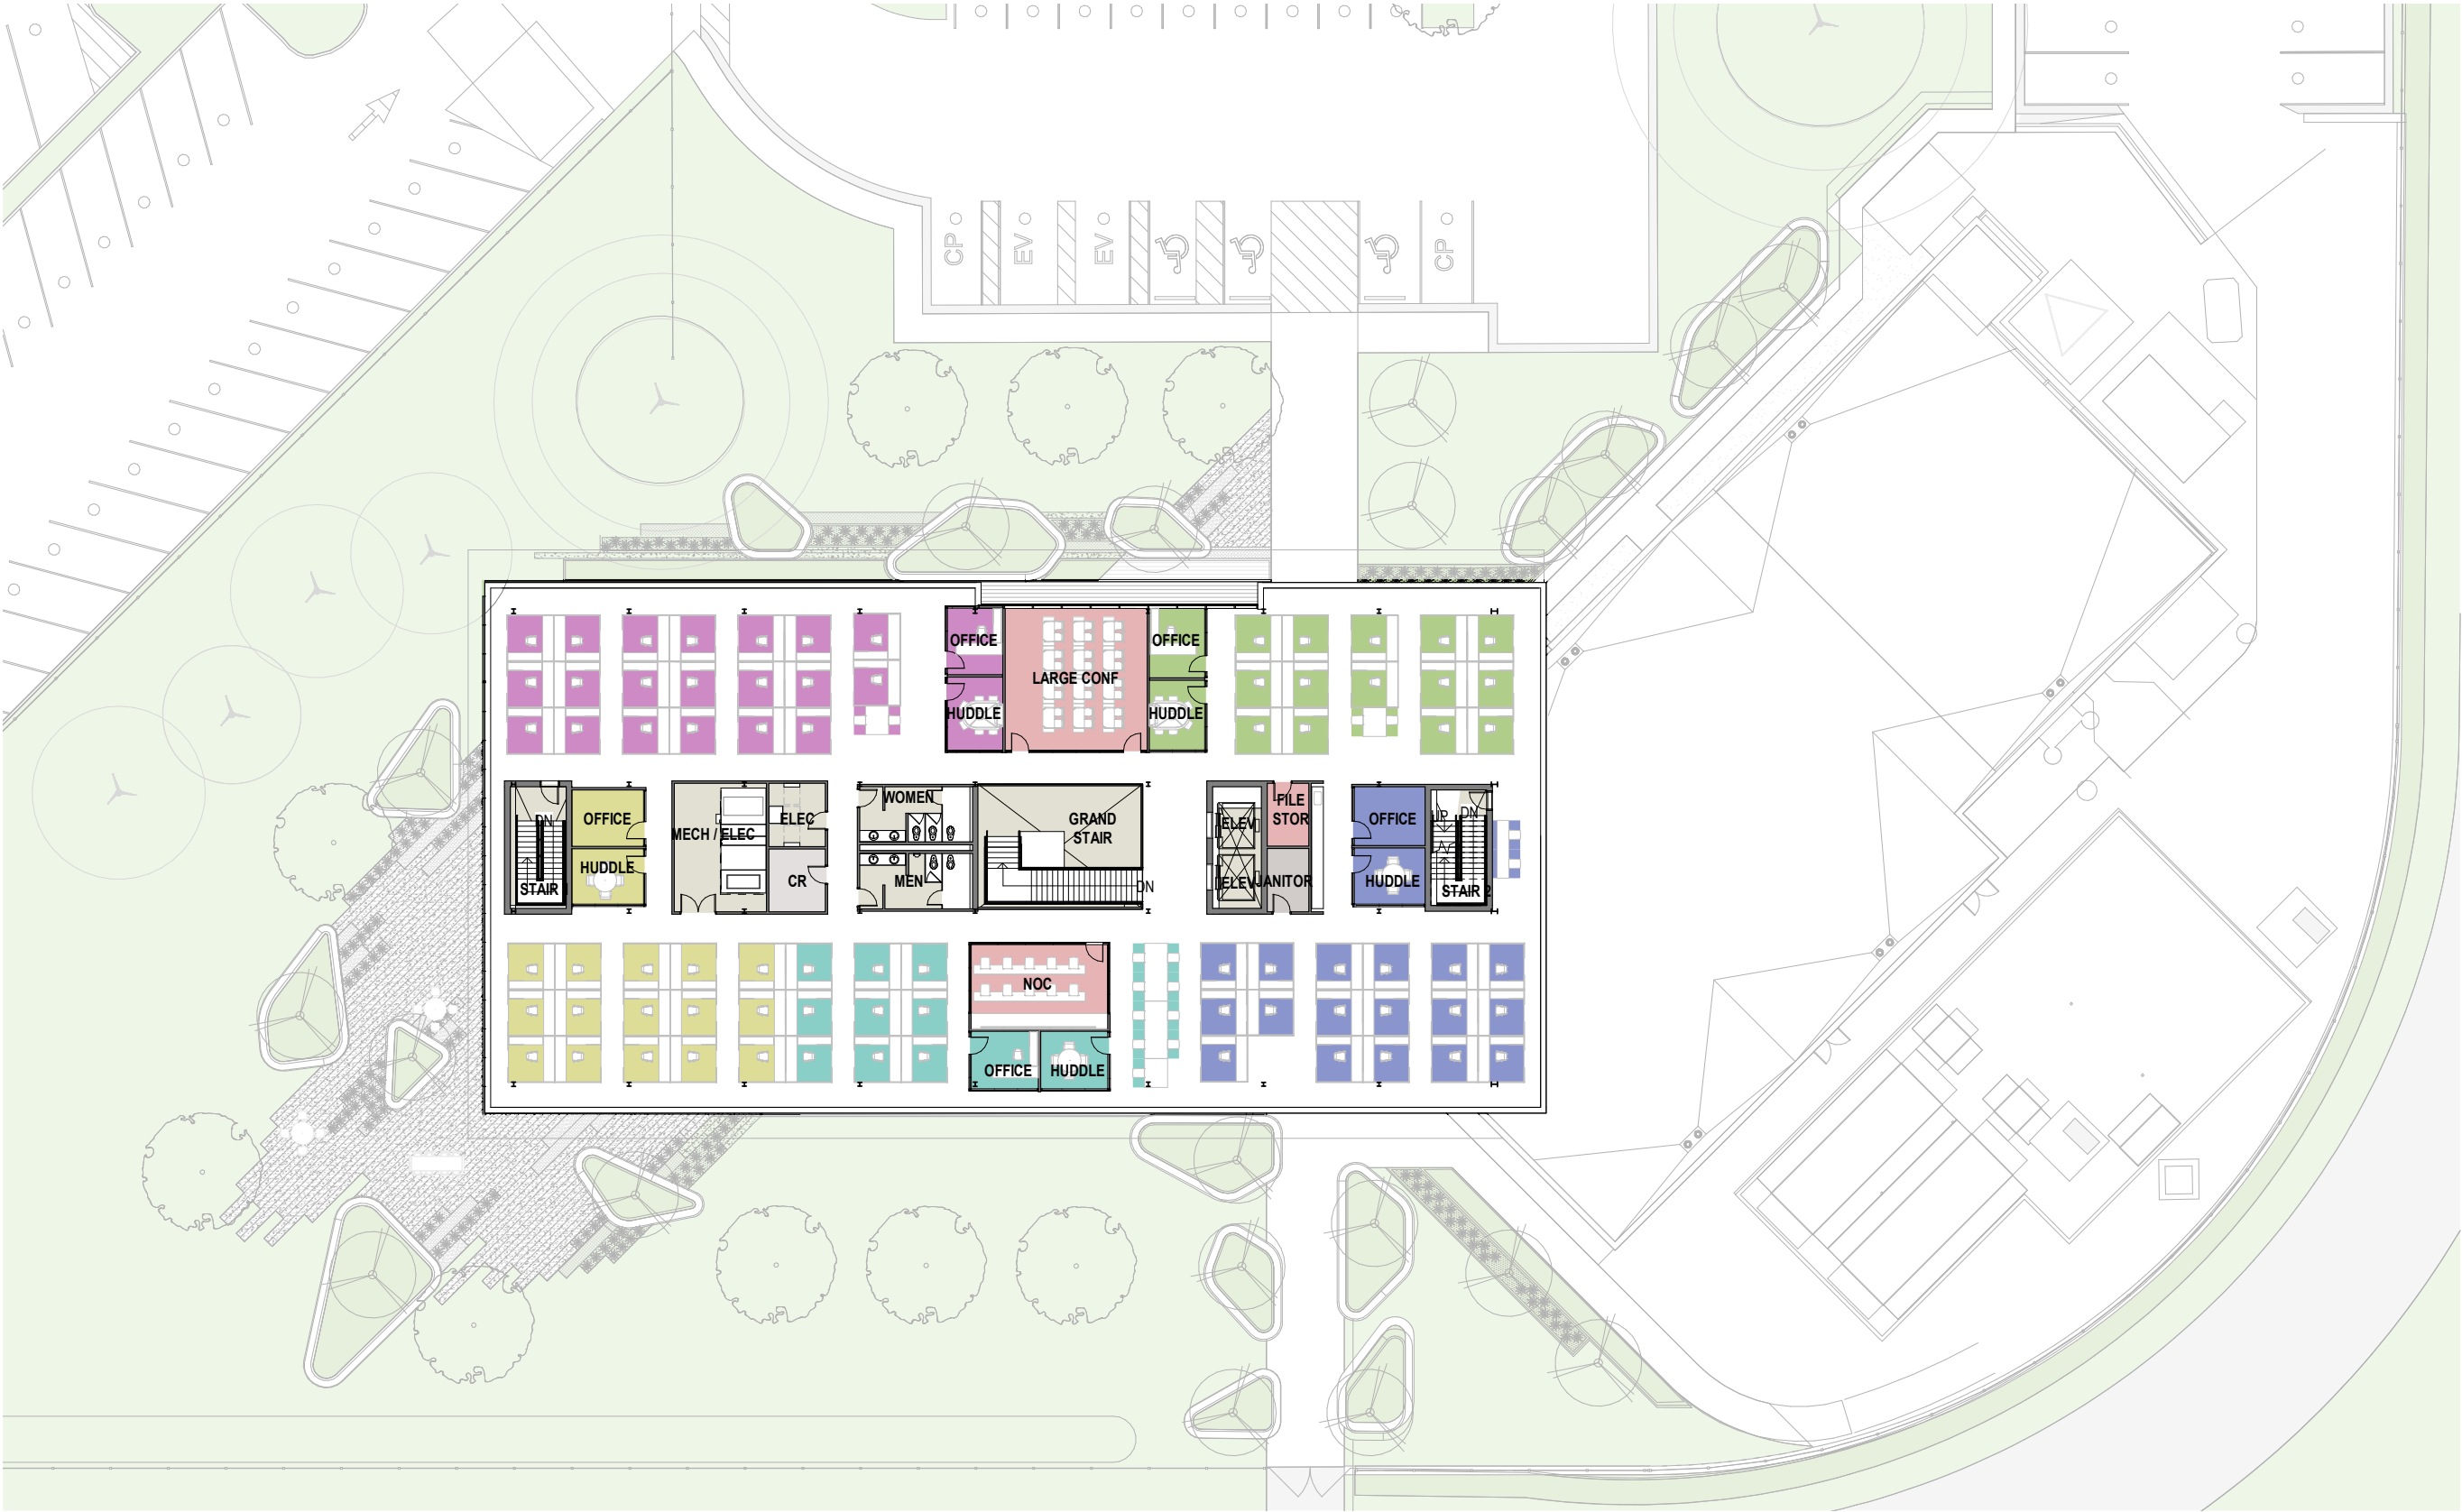 CP
EV
EV
CP
OFFICE
OFFICE
LARGE CONF
HUDDLE
HUDDLE
DN
OFFICE
HUDDLE
STAIR
MECH / ELEC
ELEC
CR
WOMEN
MEN
GRAND
STAIR
DN
ELEV
ELEV
FILE
STOR
JANITOR
OFFICE
HUDDLE
UP
DN
STAIR 2
NOC
OFFICE
HUDDLE